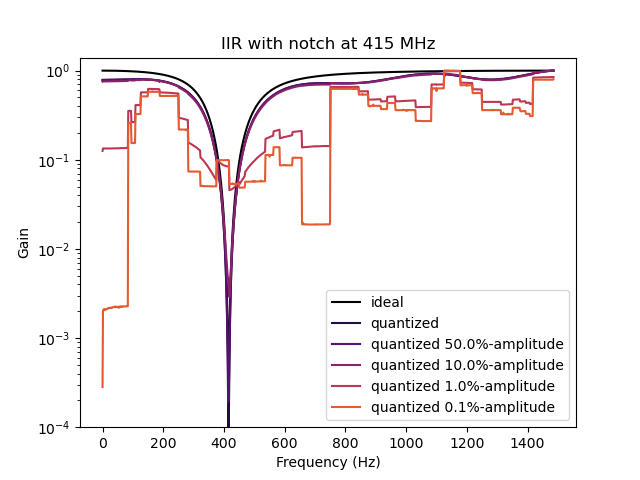 IIR with notch at 415 MHz
10⁰
10⁻¹
10⁻²
10⁻³
10⁻⁴
Gain
ideal
quantized
quantized 50.0%-amplitude
quantized 10.0%-amplitude
quantized 1.0%-amplitude
quantized 0.1%-amplitude
0 200 400 600 800 1000 1200 1400
Frequency (Hz)